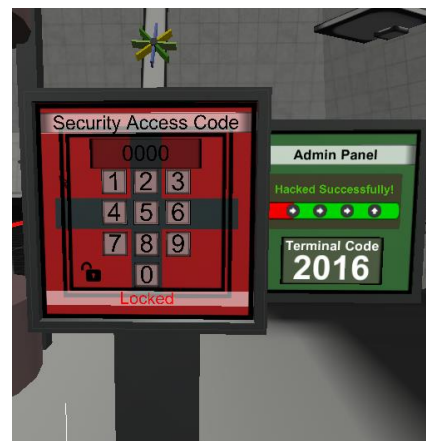 Security Access Code
0000
1 2 3
4 5 6
7 8 9
0
Locked
Admin Panel
Hacked Successfully!
Terminal Code
2016